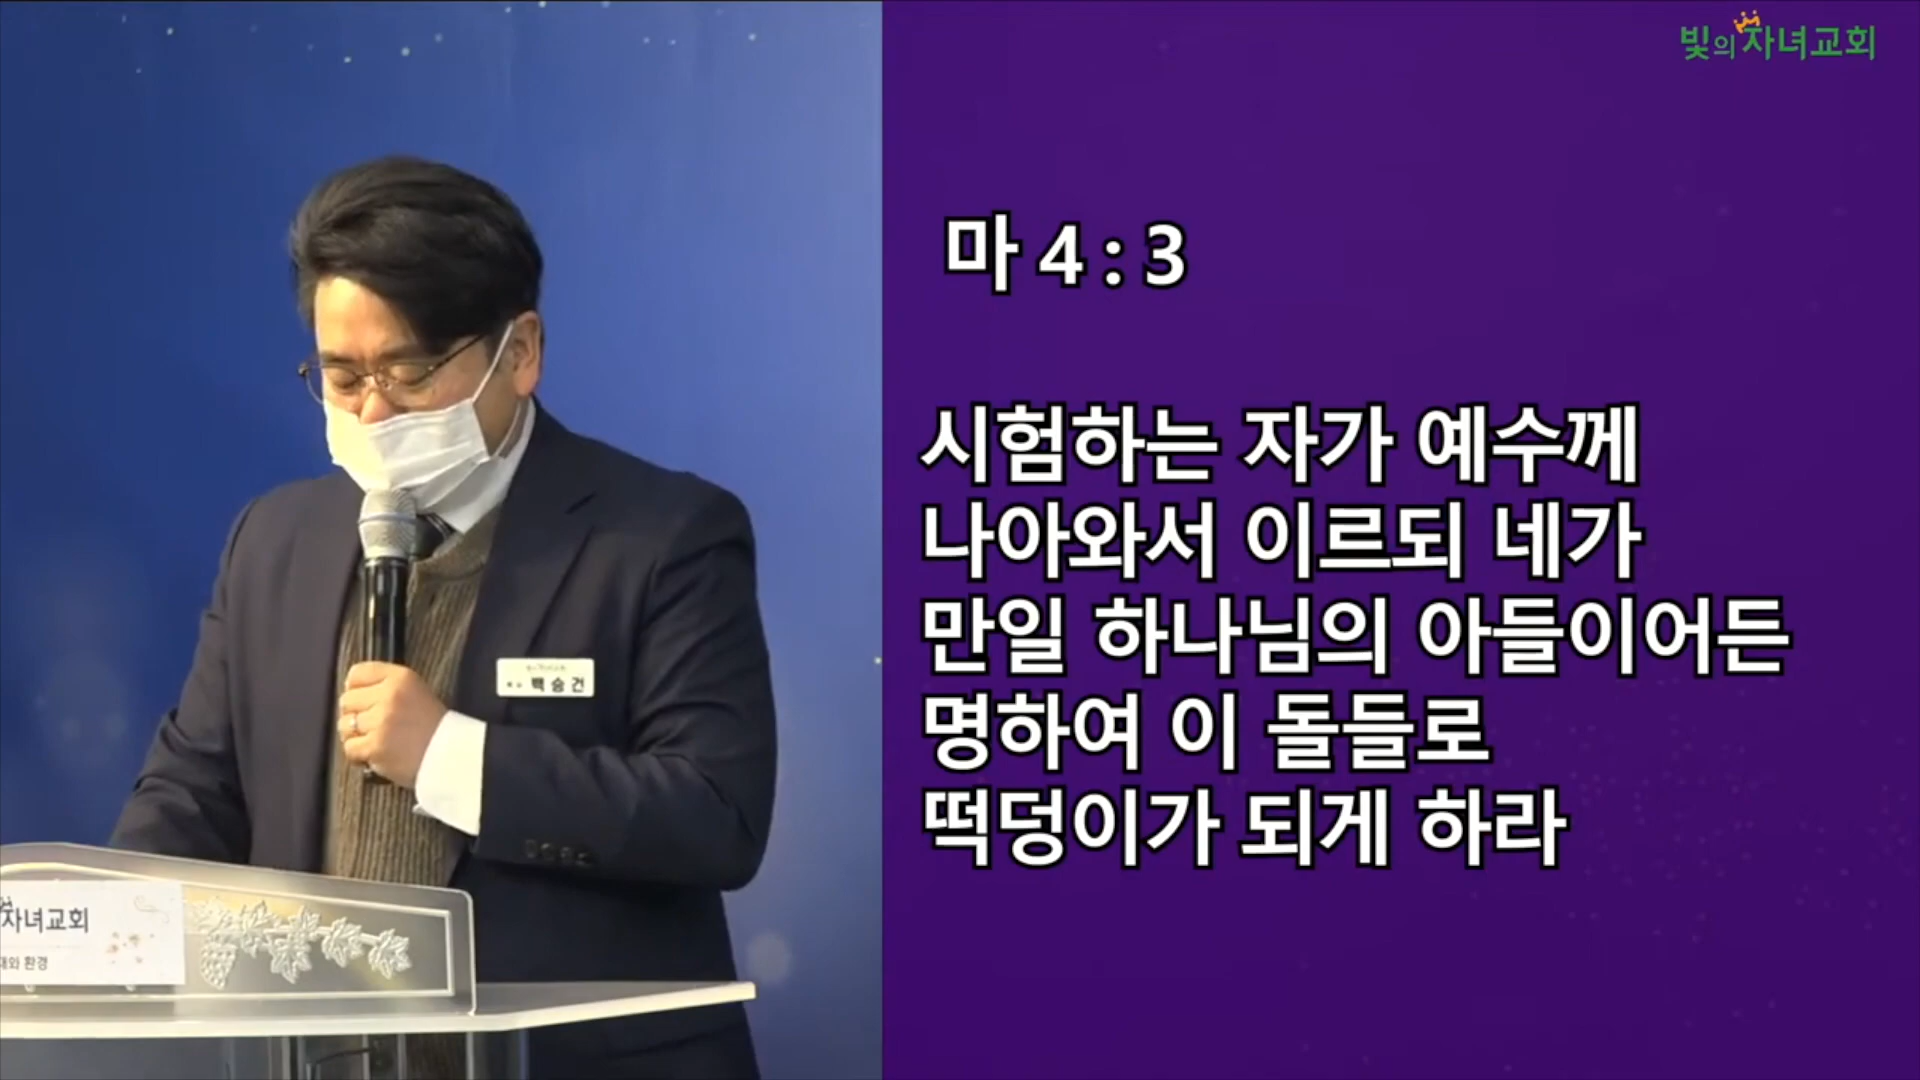 빛의자녀교회
마 4 : 3
시험하는 자가 예수께
나아와서 이르되 네가
만일 하나님의 아들이어든
명하여 이 돌들로
떡덩이가 되게 하라
백승건
자녀교회
환경